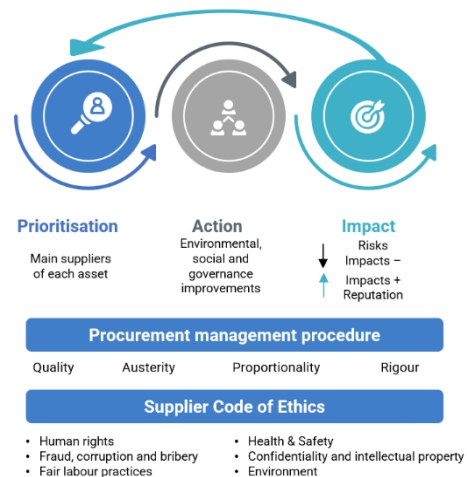 Prioritisation
Main suppliers
of each asset
Action
Environmental,
social and
governance
improvements
Impact
Risks
Impacts –
Impacts +
Reputation
Procurement management procedure
Quality
Austerity
Proportionality
Rigour
Supplier Code of Ethics
• Human rights
• Fraud, corruption and bribery
• Fair labour practices
• Health & Safety
• Confidentiality and intellectual property
• Environment